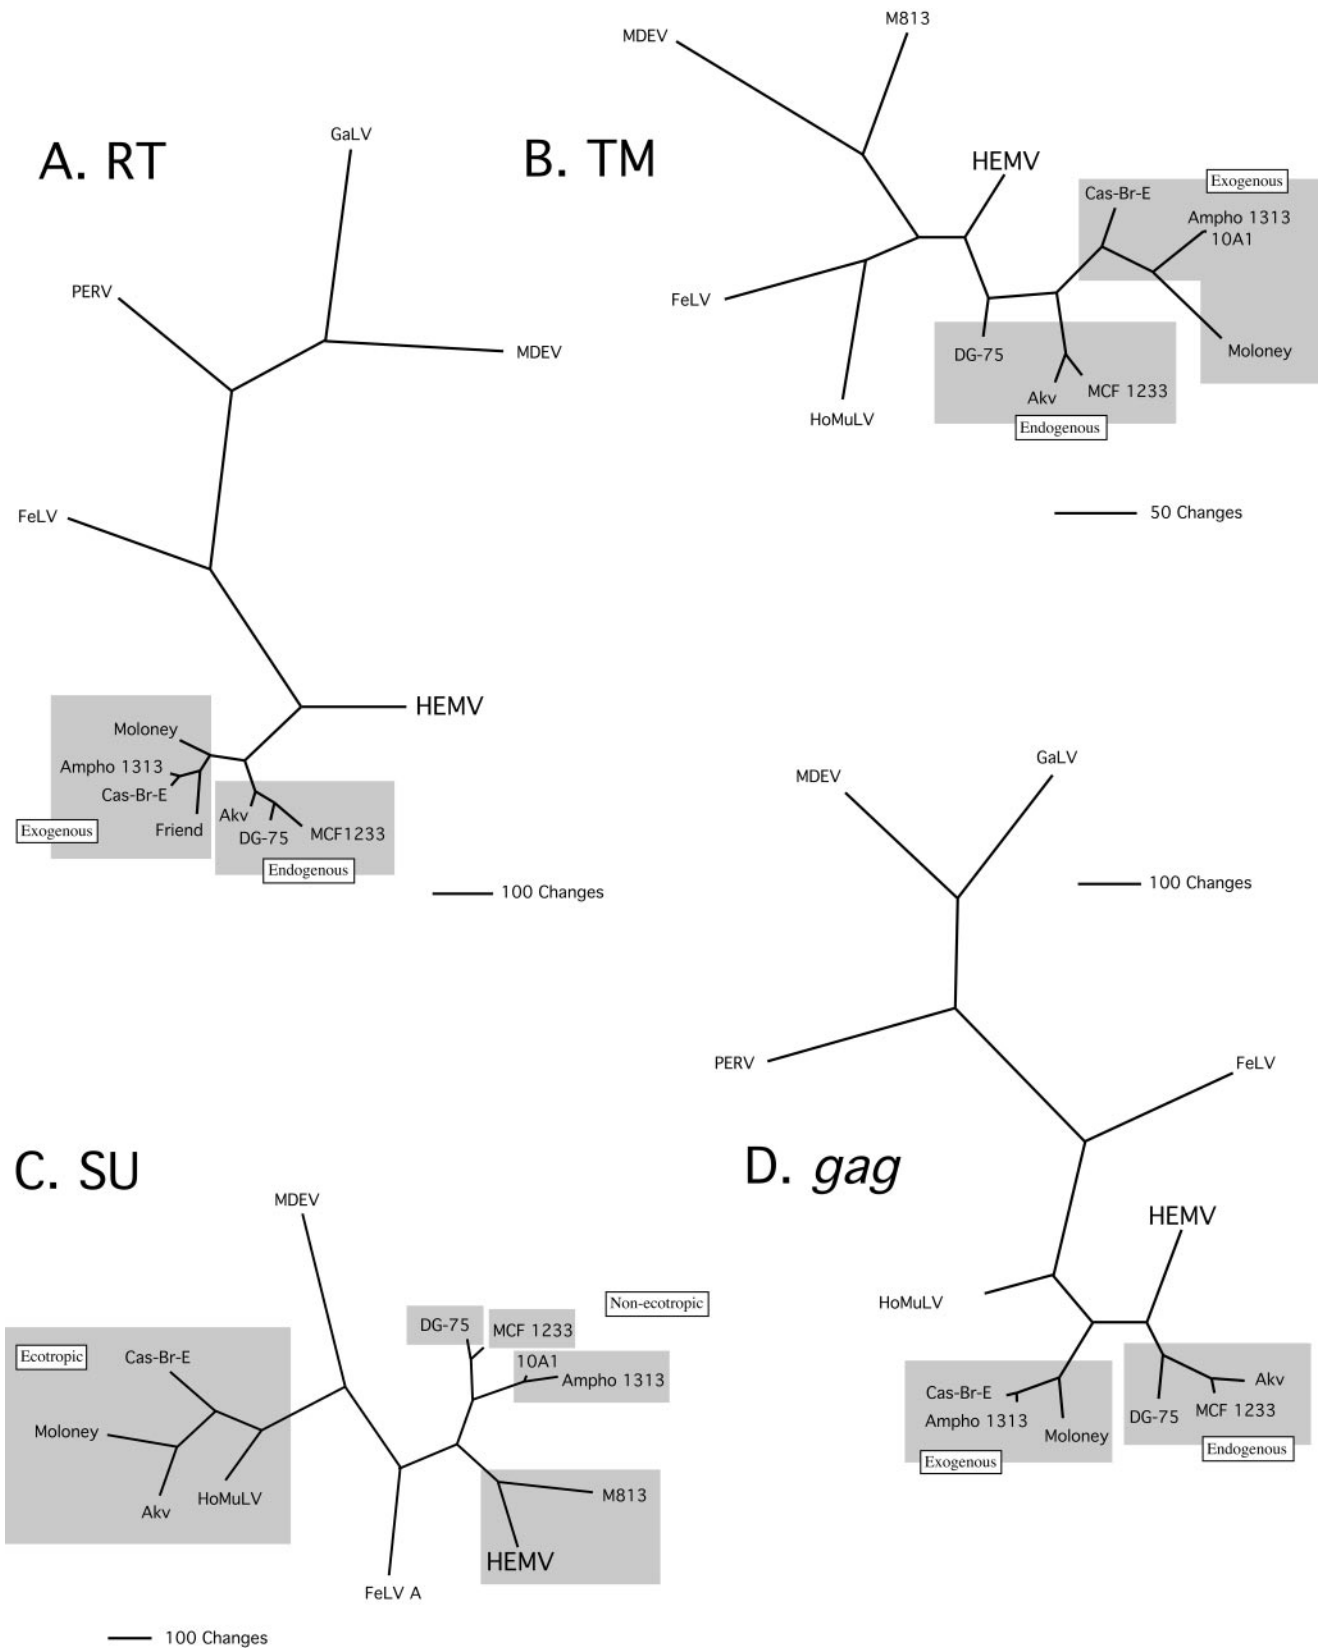 A. RT
GaLV
PERV
MDEV
FeLV
HEMV
Moloney
Ampho 1313
Cas-Br-E
Friend
Exogenous
Akv
DG-75
MCF1233
Endogenous
100 Changes
B. TM
MDEV
M813
HEMV
Exogenous
Cas-Br-E
Ampho 1313
10A1
FeLV
DG-75
Moloney
Akv
MCF 1233
HoMuLV
Endogenous
50 Changes
C. SU
MDEV
Non-ecotropic
DG-75
MCF 1233
Ecotropic
Cas-Br-E
10A1
Ampho 1313
Moloney
HoMuLV
Akv
M813
HEMV
FeLV A
100 Changes
D. gag
GaLV
MDEV
100 Changes
PERV
FeLV
HEMV
HoMuLV
Cas-Br-E
Ampho 1313
Moloney
Exogenous
Akv
MCF 1233
DG-75
Endogenous